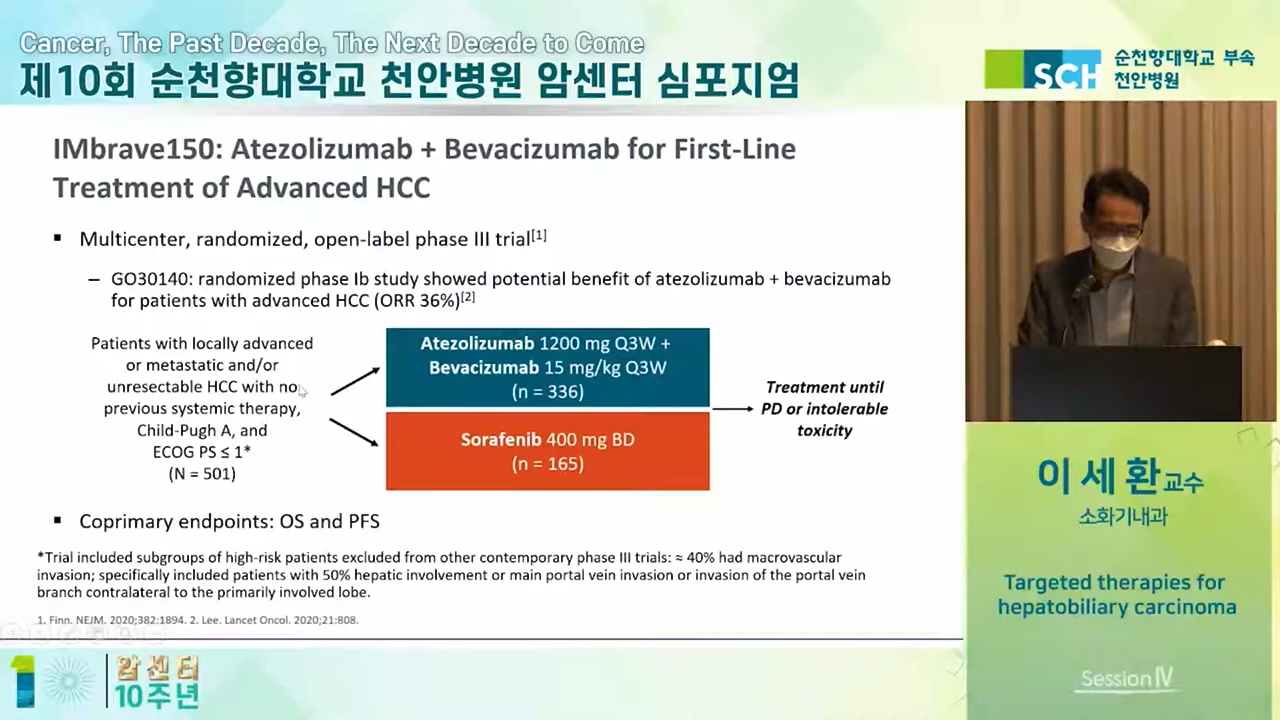 Cancer, The Past Decade, The Next Decade to Come
제10회 순천향대학교 천안병원 암센터 심포지엄
SCH
순천향대학교 부속
천안병원
IMbrave150: Atezolizumab + Bevacizumab for First-Line
Treatment of Advanced HCC
▪ Multicenter, randomized, open-label phase III trial[1]
– GO30140: randomized phase Ib study showed potential benefit of atezolizumab + bevacizumab
for patients with advanced HCC (ORR 36%)[2]
Patients with locally advanced
or metastatic and/or
unresectable HCC with no
previous systemic therapy,
Child-Pugh A, and
ECOG PS ≤ 1*
(N = 501)
Atezolizumab 1200 mg Q3W +
Bevacizumab 15 mg/kg Q3W
(n = 336)
Sorafenib 400 mg BD
(n = 165)
Treatment until
PD or intolerable
toxicity
▪ Coprimary endpoints: OS and PFS
*Trial included subgroups of high-risk patients excluded from other contemporary phase III trials: ≈ 40% had macrovascular
invasion; specifically included patients with 50% hepatic involvement or main portal vein invasion or invasion of the portal vein
branch contralateral to the primarily involved lobe.
1. Finn. NEJM. 2020;382:1894. 2. Lee. Lancet Oncol. 2020;21:808.
이 세 환 교수
소화기내과
Targeted therapies for
hepatobiliary carcinoma
Session Ⅳ
10
암센터
10주년